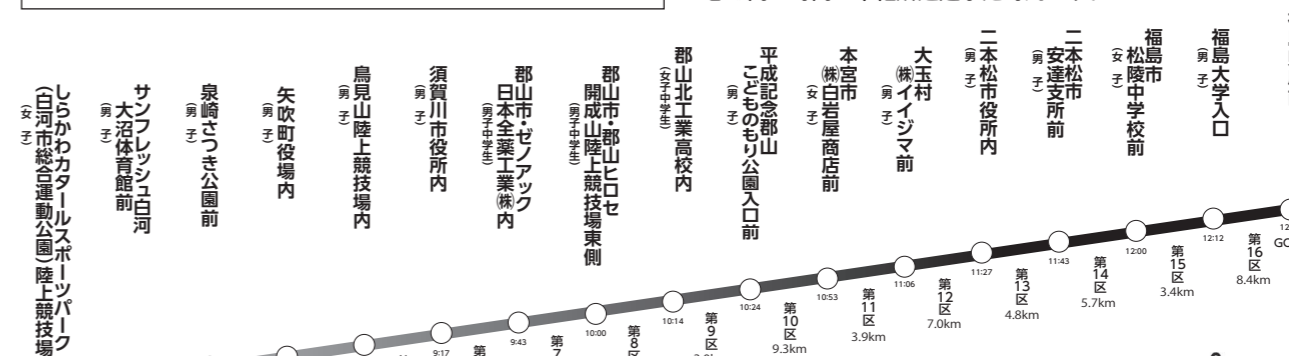 しらかわカタールスポーツパーク
(白河市総合運動公園)陸上競技場
(女 子)
サンフレッシュ白河
大沼体育館前
(男 子)
泉崎さつき公園前
(男 子)
矢吹町役場内
(男 子)
鳥見山陸上競技場内
(男 子)
須賀川市役所内
(男 子)
郡山市・ゼノアック
日本全薬工業㈱内
(男子中学生)
郡山市・郡山ヒロセ
開成山陸上競技場東側
(男子中学生)
郡山北工業高校内
(女子中学生)
平成記念郡山
こどものもり公園入口前
(男 子)
本宮市
㈱白岩屋商店前
(女 子)
大玉村
㈱イイジマ前
(男 子)
二本松市役所内
(男 子)
二本松市
安達支所前
(男 子)
福島市
松陵中学校前
(女 子)
福島大学入口
(男 子)
9:17
9:43
第7
10:00
第8区
10:14
第9区
10:24
第10区
9.3km
10:53
第11区
3.9km
11:06
第12区
7.0km
11:27
第13区
4.8km
11:43
第14区
5.7km
12:00
第15区
3.4km
12:12
第16区
8.4km